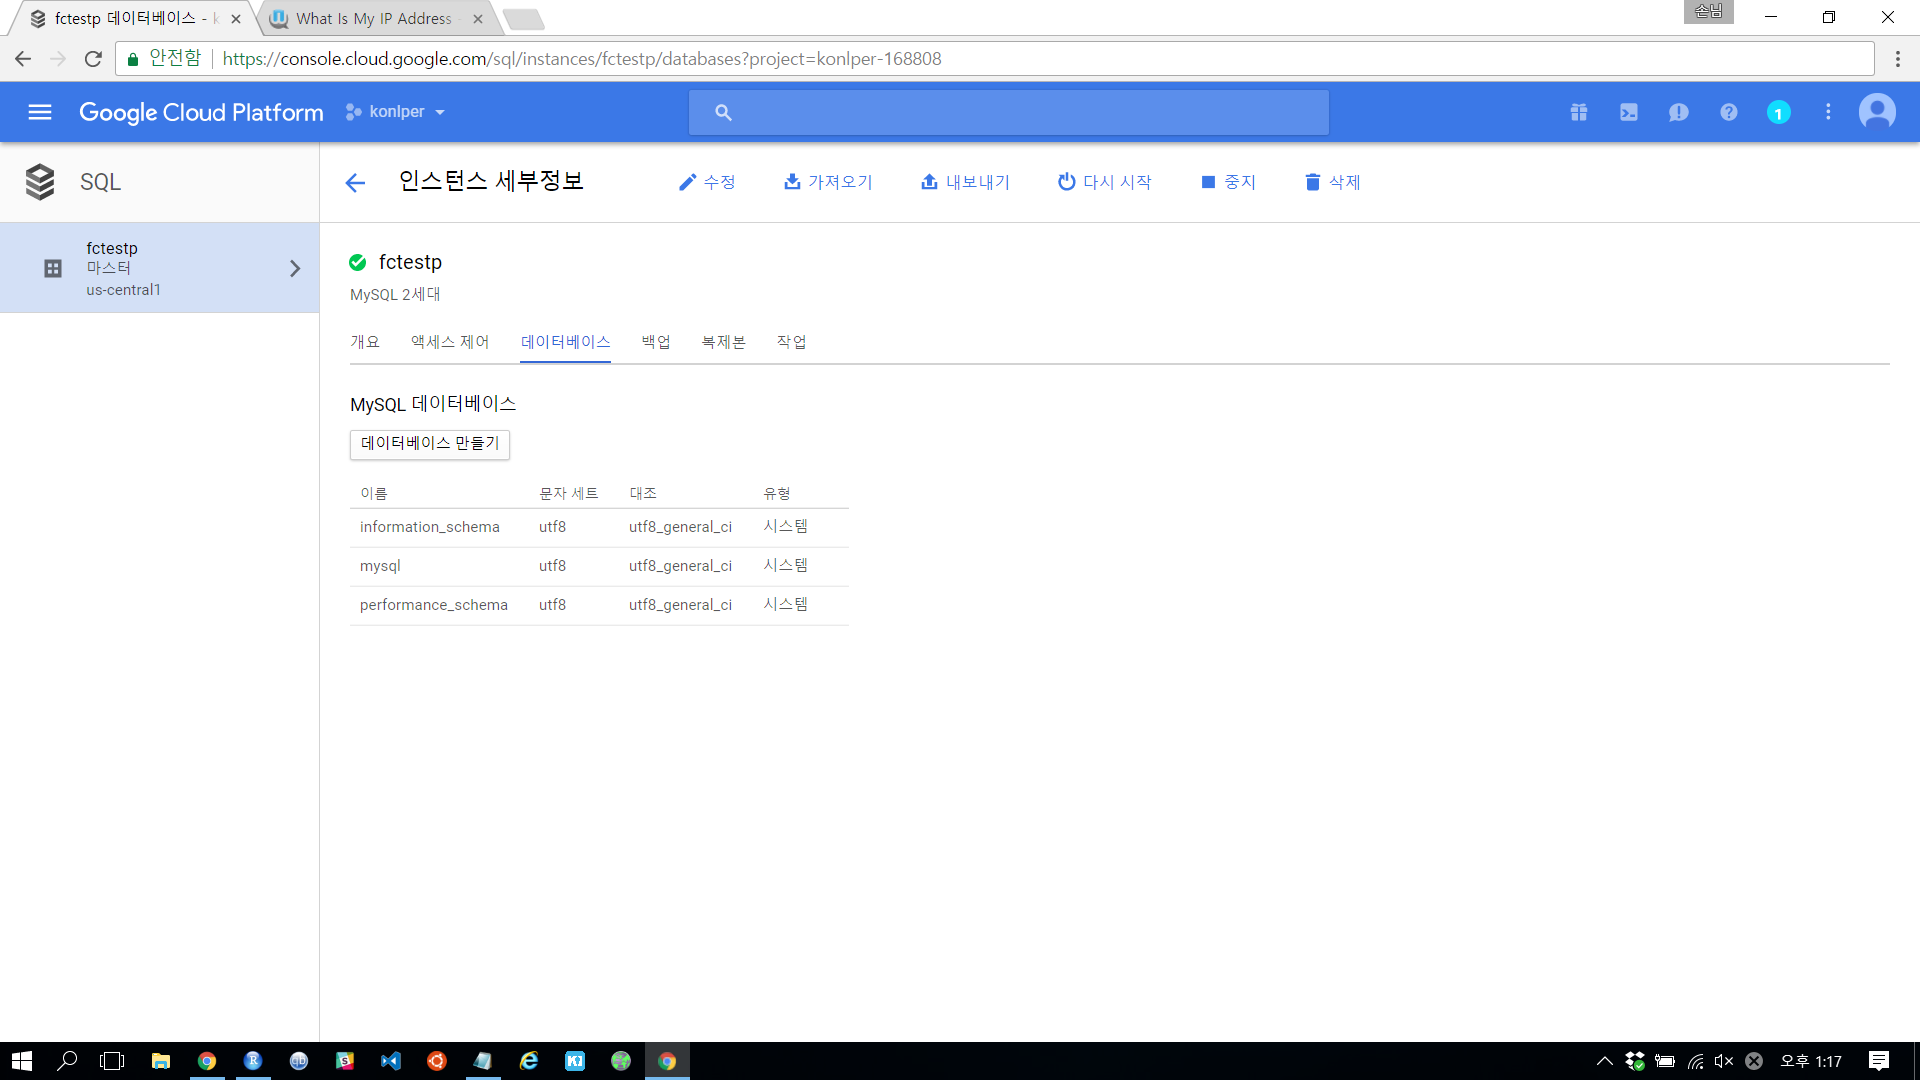 fctestp 데이터베이스 - k
What Is My IP Address
손님
안전함
https://console.cloud.google.com/sql/instances/fctestp/databases?project=konlper-168808
Google Cloud Platform
konlper
1
SQL
인스턴스 세부정보
수정
가져오기
내보내기
다시 시작
중지
삭제
fctestp
마스터
us-central1
fctestp
MySQL 2세대
개요 액세스 제어 데이터베이스 백업 복제본 작업
MySQL 데이터베이스
데이터베이스 만들기
이름 문자 세트 대조 유형
information_schema utf8 utf8_general_ci 시스템
mysql utf8 utf8_general_ci 시스템
performance_schema utf8 utf8_general_ci 시스템
오후 1:17